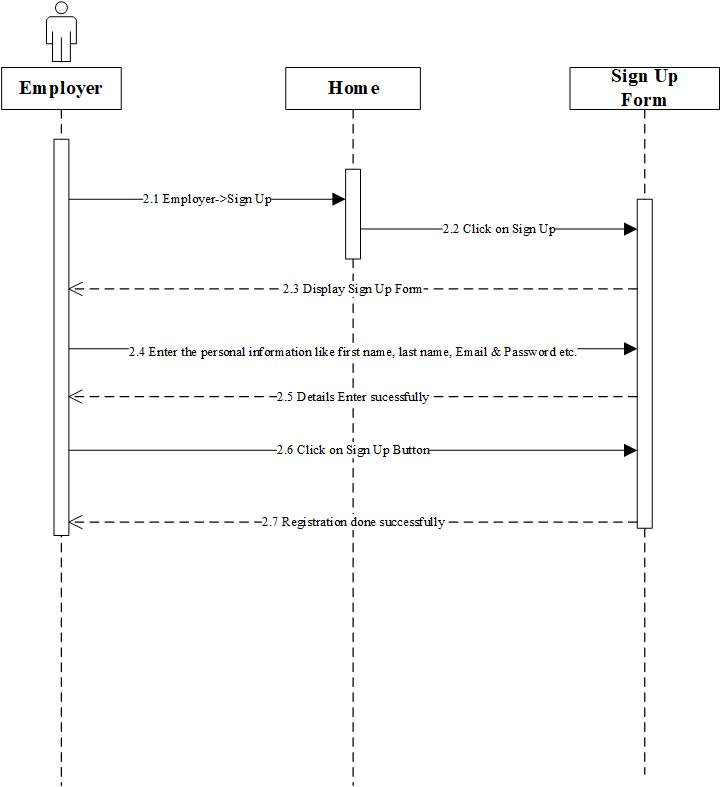 Employer
Home
Sign Up
Form
2.1 Employer->Sign Up
2.2 Click on Sign Up
2.3 Display Sign Up Form
2.4 Enter the personal information like first name, last name, Email & Password etc.
2.5 Details Enter sucessfully
2.6 Click on Sign Up Button
2.7 Registration done successfully